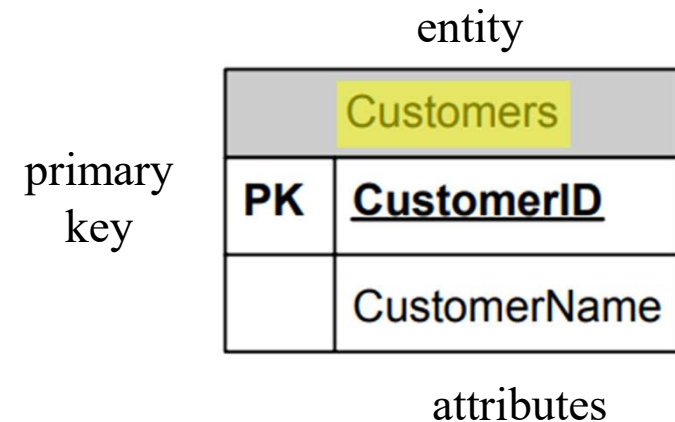 entity
Customers
primary
key
PK CustomerID
CustomerName
attributes